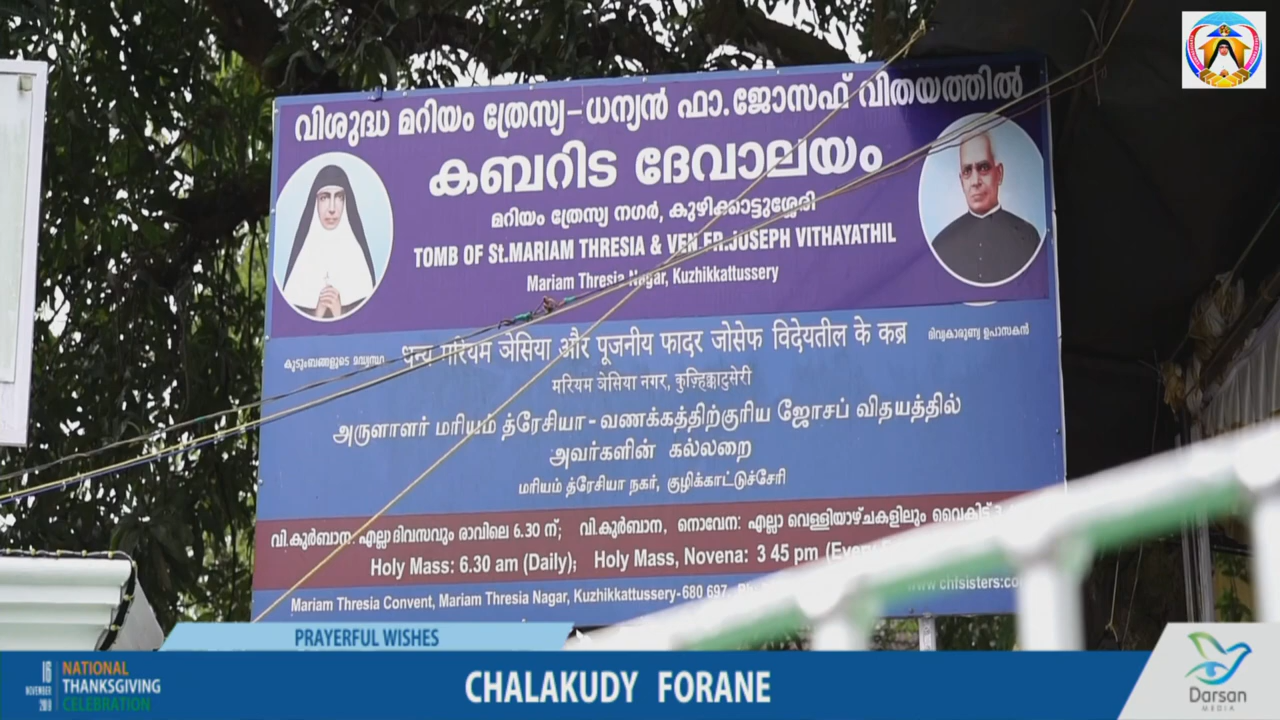 വിശുദ്ധ മറിയം ത്രേസ്യ-ധന്യൻ ഫാ.ജോസഫ് വിതയത്തിൽ
കബറിട ദേവാലയം
മറിയം ത്രേസ്യ നഗർ, കുഴിക്കാട്ടുശ്ശേരി
TOMB OF St.MARIAM THRESIA & VEN.FR.JOSEPH VITHAYATHIL
Mariam Thresia Nagar, Kuzhikkattussery
കുടുംബങ്ങളുടെ മദ്ധ്യസ്ഥ
धन्य मरियम त्रेसिया और पूजनीय फादर जोसेफ विदेयतील के कब्र
ദിവ്യകാരുണ്യ ഉപാസകൻ
मरियम त्रेसिया नगर, कुज़्हिक्काटुसेरी
அருளாளர் மரியம் த்ரேசியா - வணக்கத்திற்குரிய ஜோசப் விதயத்தில்
அவர்களின் கல்லறை
மரியம் த்ரேசியா நகர், குழிக்காட்டுச்சேரி
വി.കുർബാന: എല്ലാ ദിവസവും രാവിലെ 6.30 ന്; വി.കുർബാന, നൊവേന: എല്ലാ വെള്ളിയാഴ്ചകളിലും വൈകിട്ട് 3
Holy Mass: 6.30 am (Daily); Holy Mass, Novena: 3 45 pm
Mariam Thresia Convent, Mariam Thresia Nagar, Kuzhikkattussery-680 697, Ph
www.chfsisters.co
PRAYERFUL WISHES
16
NOVEMBER
2019
NATIONAL
THANKSGIVING
CELEBRATION
CHALAKUDY FORANE
Darsan
MEDIA